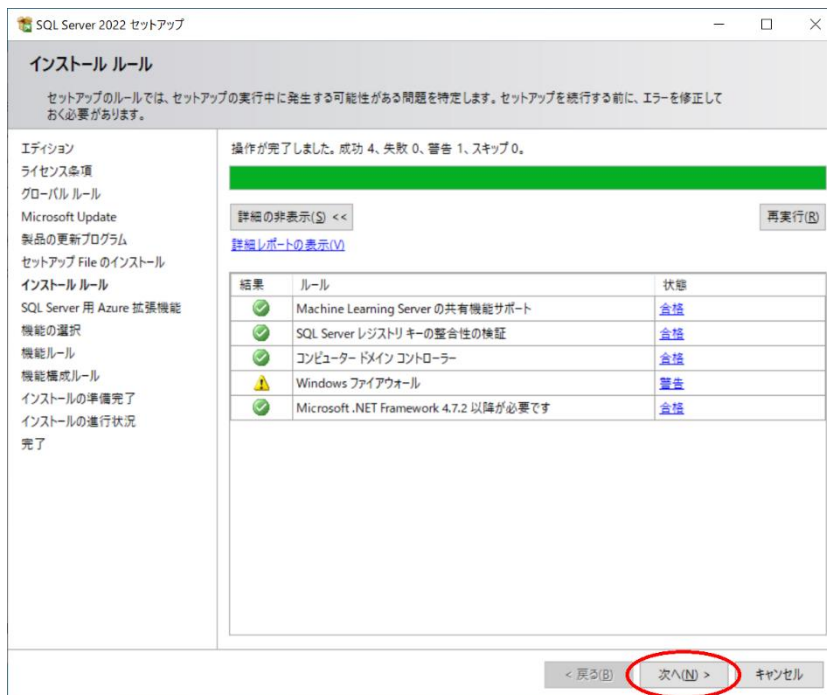 SQL Server 2022 セットアップ
インストール ルール
セットアップのルールでは、セットアップの実行中に発生する可能性がある問題を特定します。セットアップを続行する前に、エラーを修正して
おく必要があります。
エディション
ライセンス条項
グローバル ルール
Microsoft Update
製品の更新プログラム
セットアップ File のインストール
インストール ルール
SQL Server 用 Azure 拡張機能
機能の選択
機能ルール
機能構成ルール
インストールの準備完了
インストールの進行状況
完了
操作が完了しました。成功 4、失敗 0、警告 1、スキップ 0。
詳細の非表示(S) <<
再実行(R)
詳細レポートの表示(V)
結果 ルール 状態
Machine Learning Server の共有機能サポート 合格
SQL Server レジストリ キーの整合性の検証 合格
コンピューター ドメイン コントローラー 合格
Windows ファイアウォール 警告
Microsoft .NET Framework 4.7.2 以降が必要です 合格
< 戻る(B) 次へ(N) > キャンセル